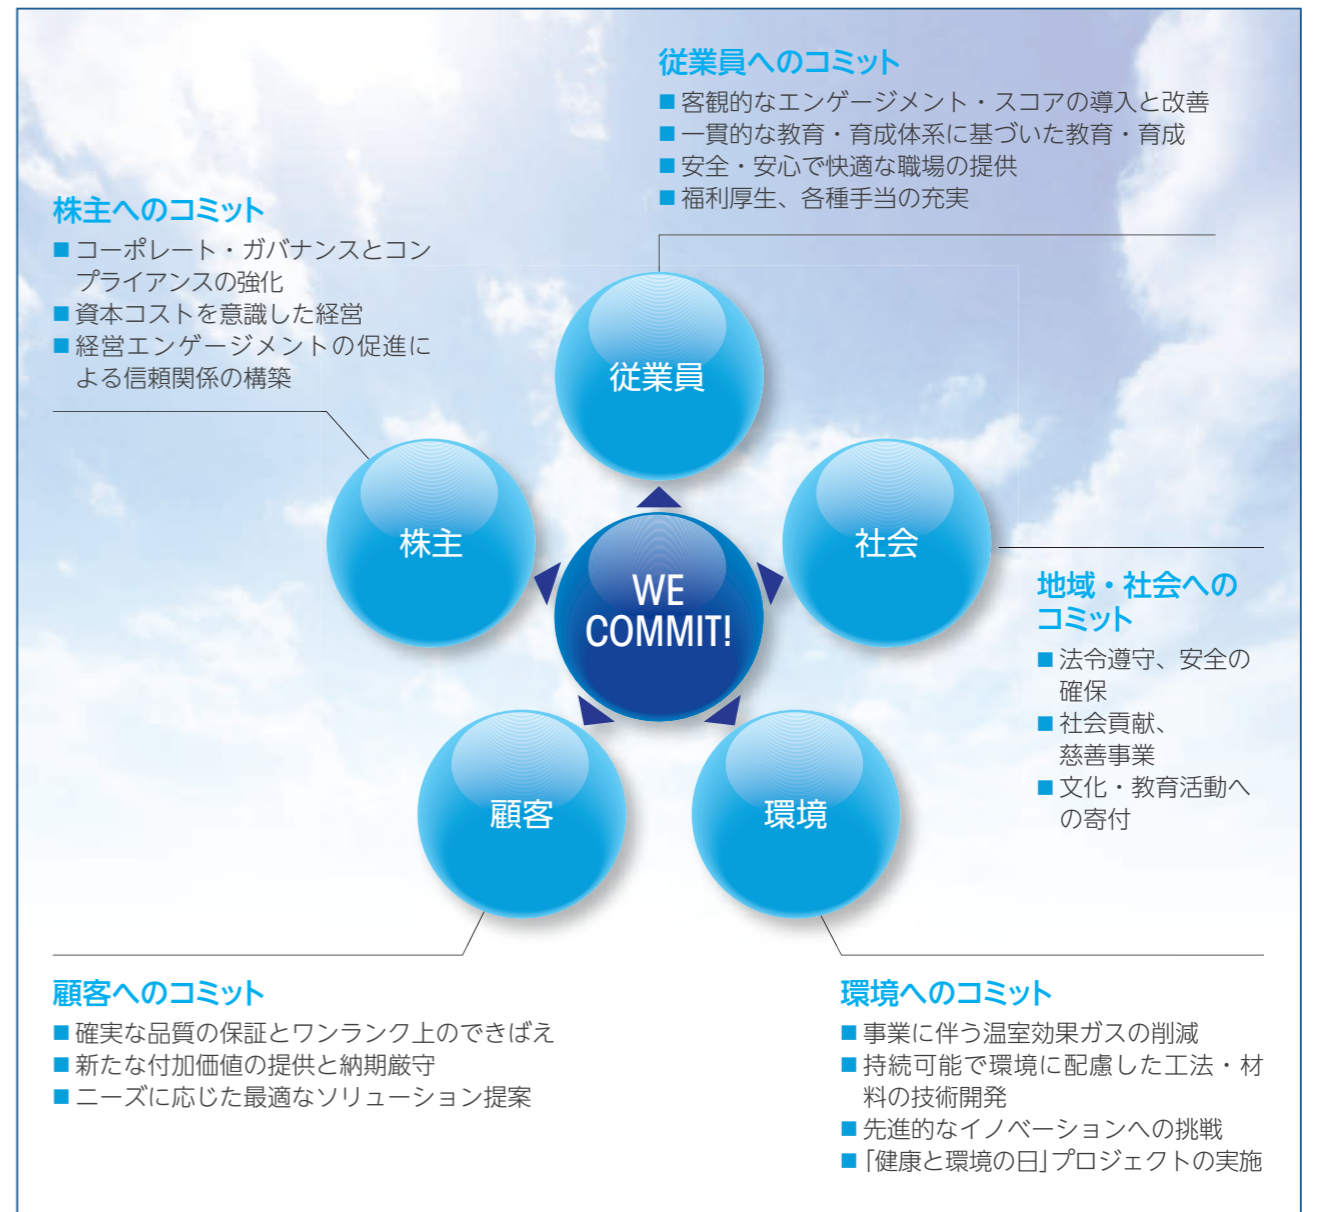 従業員へのコミット
■ 客観的なエンゲージメント・スコアの導入と改善
■ 一貫的な教育・育成体系に基づいた教育・育成
■ 安全・安心で快適な職場の提供
■ 福利厚生、各種手当の充実
株主へのコミット
■ コーポレート・ガバナンスとコン
プライアンスの強化
■ 資本コストを意識した経営
■ 経営エンゲージメントの促進に
よる信頼関係の構築
従業員
株主
社会
WE
COMMIT!
地域・社会への
コミット
■ 法令遵守、安全の
確保
■ 社会貢献、
慈善事業
■ 文化・教育活動へ
の寄付
顧客
環境
顧客へのコミット
■ 確実な品質の保証とワンランク上のできばえ
■ 新たな付加価値の提供と納期厳守
■ ニーズに応じた最適なソリューション提案
環境へのコミット
■ 事業に伴う温室効果ガスの削減
■ 持続可能で環境に配慮した工法・材
料の技術開発
■ 先進的なイノベーションへの挑戦
■ 「健康と環境の日」プロジェクトの実施